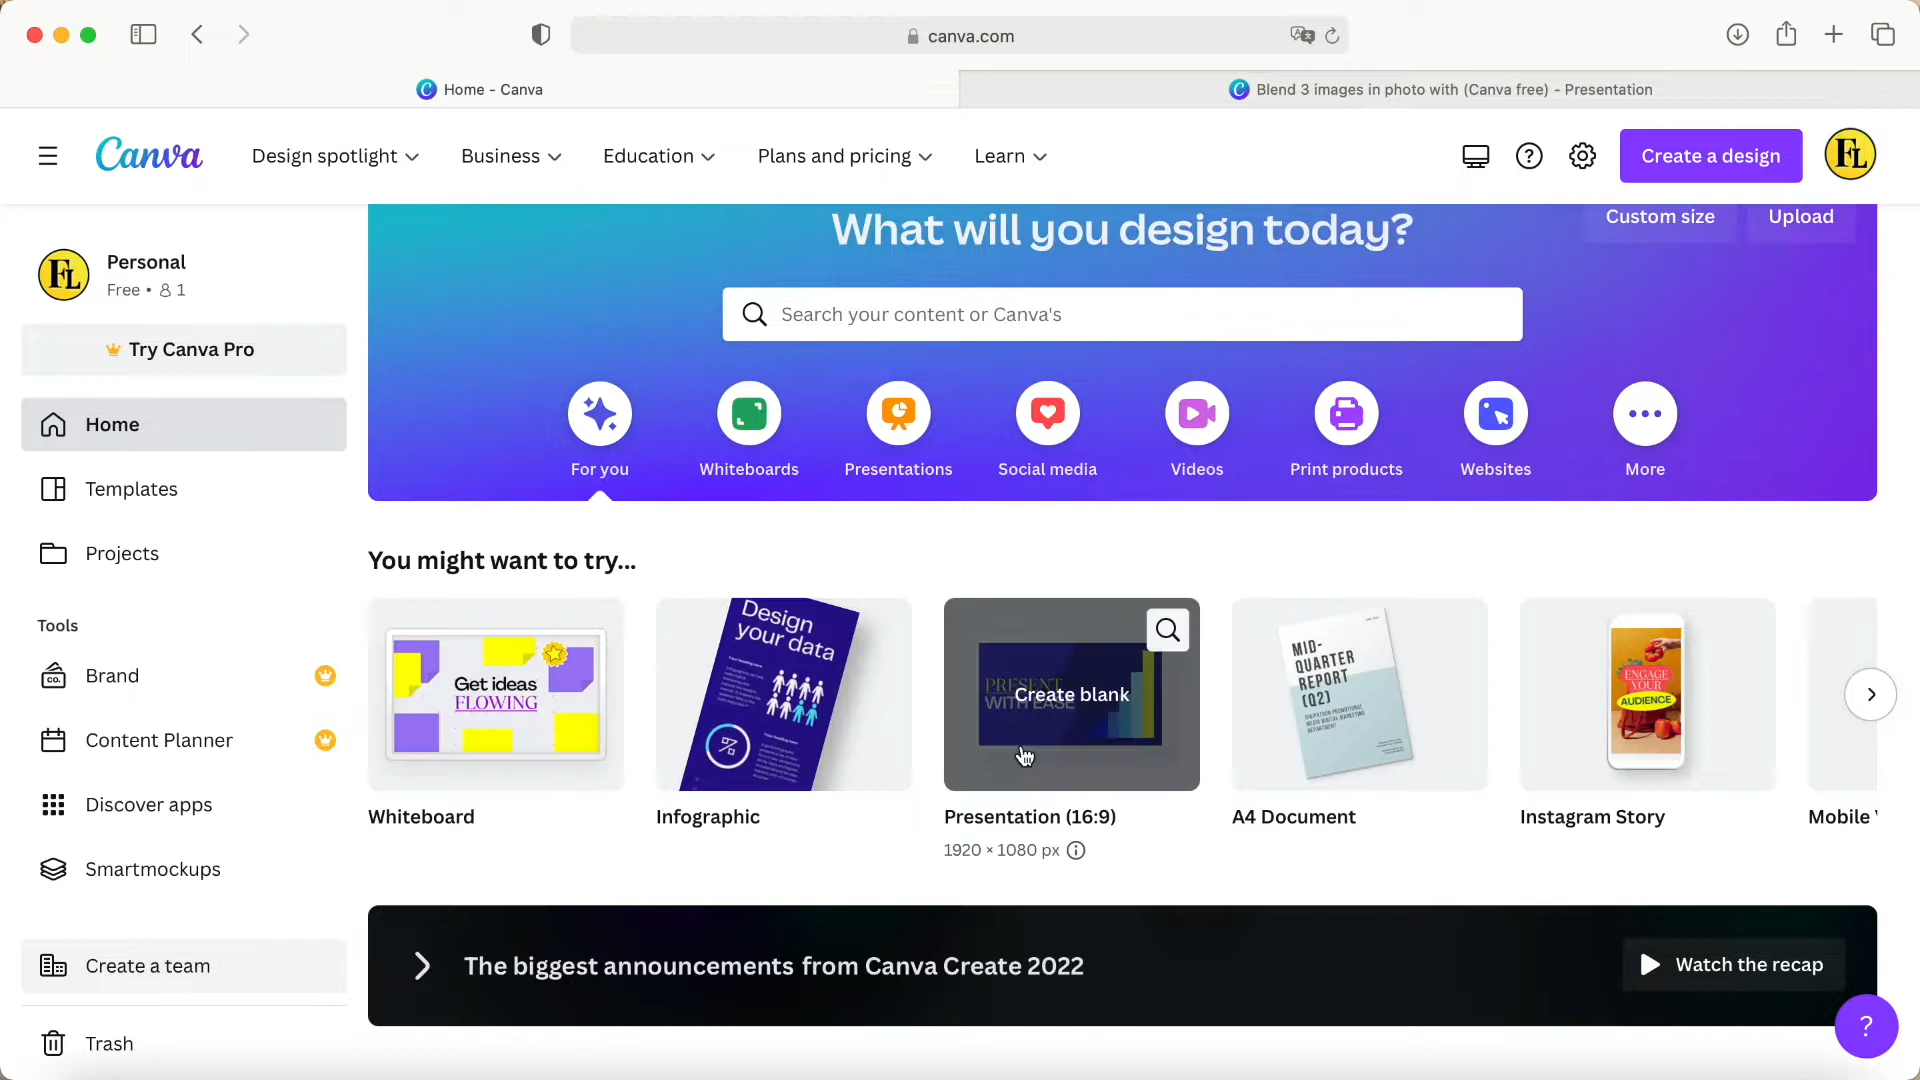 canva.com
Home - Canva
Blend 3 images in photo with (Canva free) - Presentation
Canva
Design spotlight
Business
Education
Plans and pricing
Learn
Create a design
FL
What will you design today?
Custom size
Upload
FL
Personal
Free • 1
Search your content or Canva's
Try Canva Pro
Home
For you
Whiteboards
Presentations
Social media
Videos
Print products
Websites
More
Templates
Projects
You might want to try...
Tools
Brand
Content Planner
Discover apps
Smartmockups
Get ideas
FLOWING
Design
your data
%
PRESENT
WITH EASE
Create blank
MID-
QUARTER
REPORT
(Q2)
ENGAGE
YOUR
AUDIENCE
Whiteboard
Infographic
Presentation (16:9)
A4 Document
Instagram Story
Mobile
1920 × 1080 px
The biggest announcements from Canva Create 2022
Watch the recap
Create a team
Trash
?